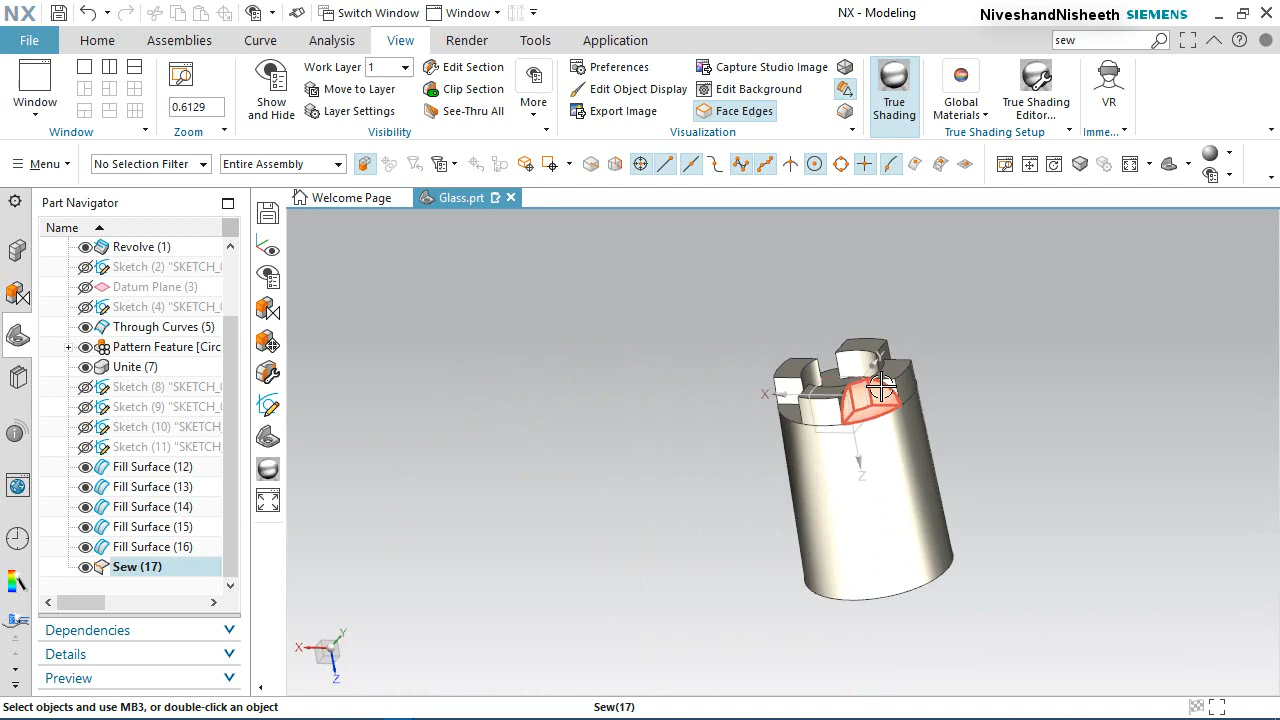 NX Switch Window Window NX - Modeling NiveshandNisheeth SIEMENS
File Home Assemblies Curve Analysis View Render Tools Application sew
Window
0.6129
Window Zoom
Show and Hide
Work Layer 1
Move to Layer
Layer Settings
Edit Section
Clip Section
See-Thru All
More
Visibility
Preferences
Edit Object Display
Export Image
Capture Studio Image
Edit Background
Face Edges
Visualization
True Shading
Global Materials
True Shading Editor...
True Shading Setup
VR
Imme...
Menu No Selection Filter Entire Assembly
Part Navigator
Welcome Page Glass.prt
Name
Revolve (1)
Sketch (2) "SKETCH_
Datum Plane (3)
Sketch (4) "SKETCH_
Through Curves (5)
Pattern Feature [Circ
Unite (7)
Sketch (8) "SKETCH_
Sketch (9) "SKETCH_
Sketch (10) "SKETCH_
Sketch (11) "SKETCH_
Fill Surface (12)
Fill Surface (13)
Fill Surface (14)
Fill Surface (15)
Fill Surface (16)
Sew (17)
Dependencies
Details
Preview
X
Y
Z
X
Y
Z
Select objects and use MB3, or double-click an object Sew(17)